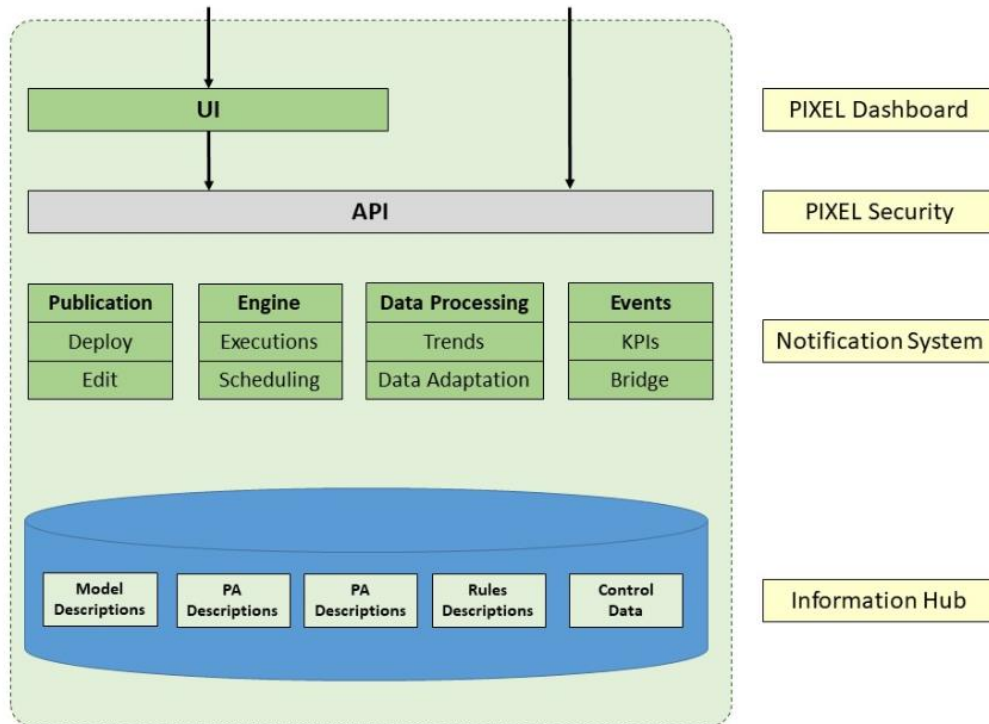 UI
PIXEL Dashboard
API
PIXEL Security
Publication
Deploy
Edit
Engine
Executions
Scheduling
Data Processing
Trends
Data Adaptation
Events
KPIs
Bridge
Notification System
Model
Descriptions
PA
Descriptions
PA
Descriptions
Rules
Descriptions
Control
Data
Information Hub